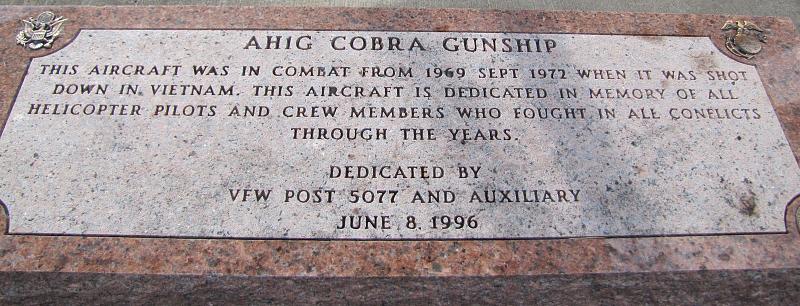 AH1G COBRA GUNSHIP
THIS AIRCRAFT WAS IN COMBAT FROM 1969 SEPT 1972 WHEN IT WAS SHOT
DOWN IN VIETNAM. THIS AIRCRAFT IS DEDICATED IN MEMORY OF ALL
HELICOPTER PILOTS AND CREW MEMBERS WHO FOUGHT IN ALL CONFLICTS
THROUGH THE YEARS.
DEDICATED BY
VFW POST 5077 AND AUXILIARY
JUNE 8, 1996